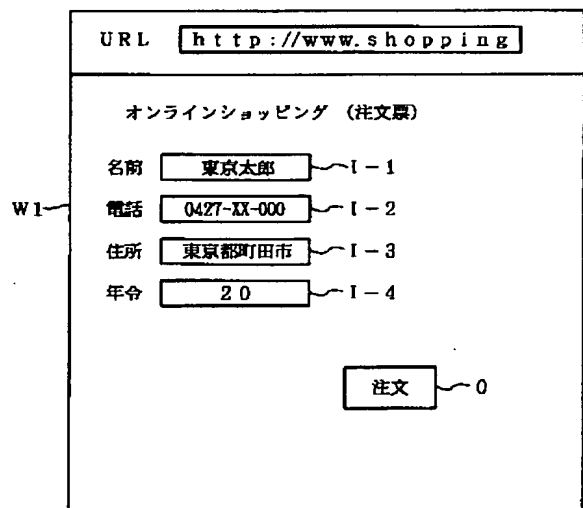 URL http://www.shopping
オンラインショッピング (注文票)
名前 東京太郎 I-1
W1 電話 0427-XX-000 I-2
住所 東京都町田市 I-3
年令 20 I-4
注文 O